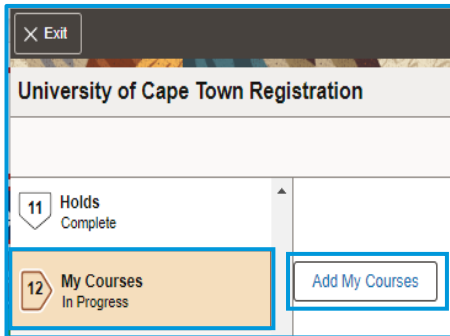 Exit
University of Cape Town Registration
11
Holds
Complete
12
My Courses
In Progress
Add My Courses